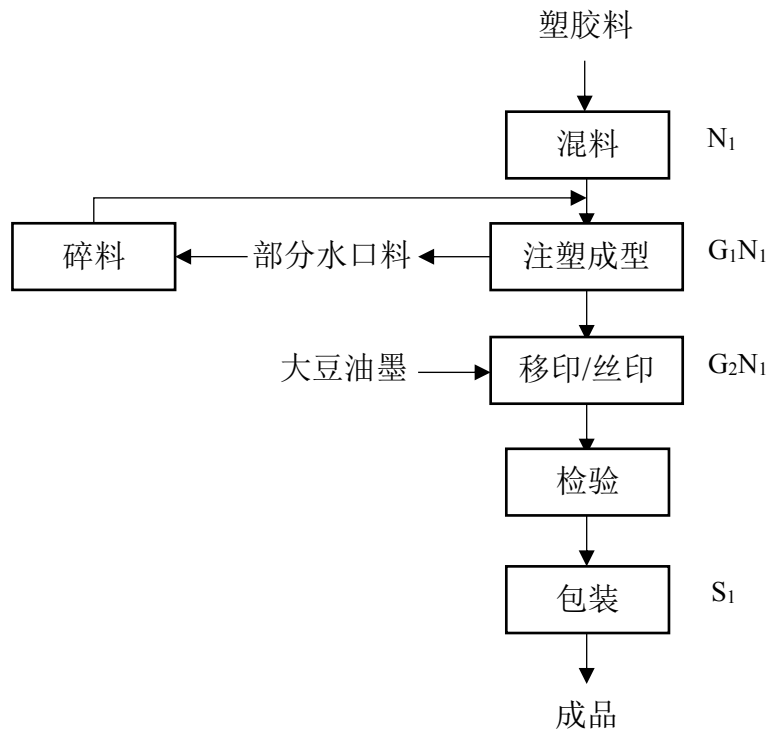 塑胶料
混料 N₁
碎料 部分水口料 注塑成型 G₁N₁
大豆油墨 移印/丝印 G₂N₁
检验
包装 S₁
成品